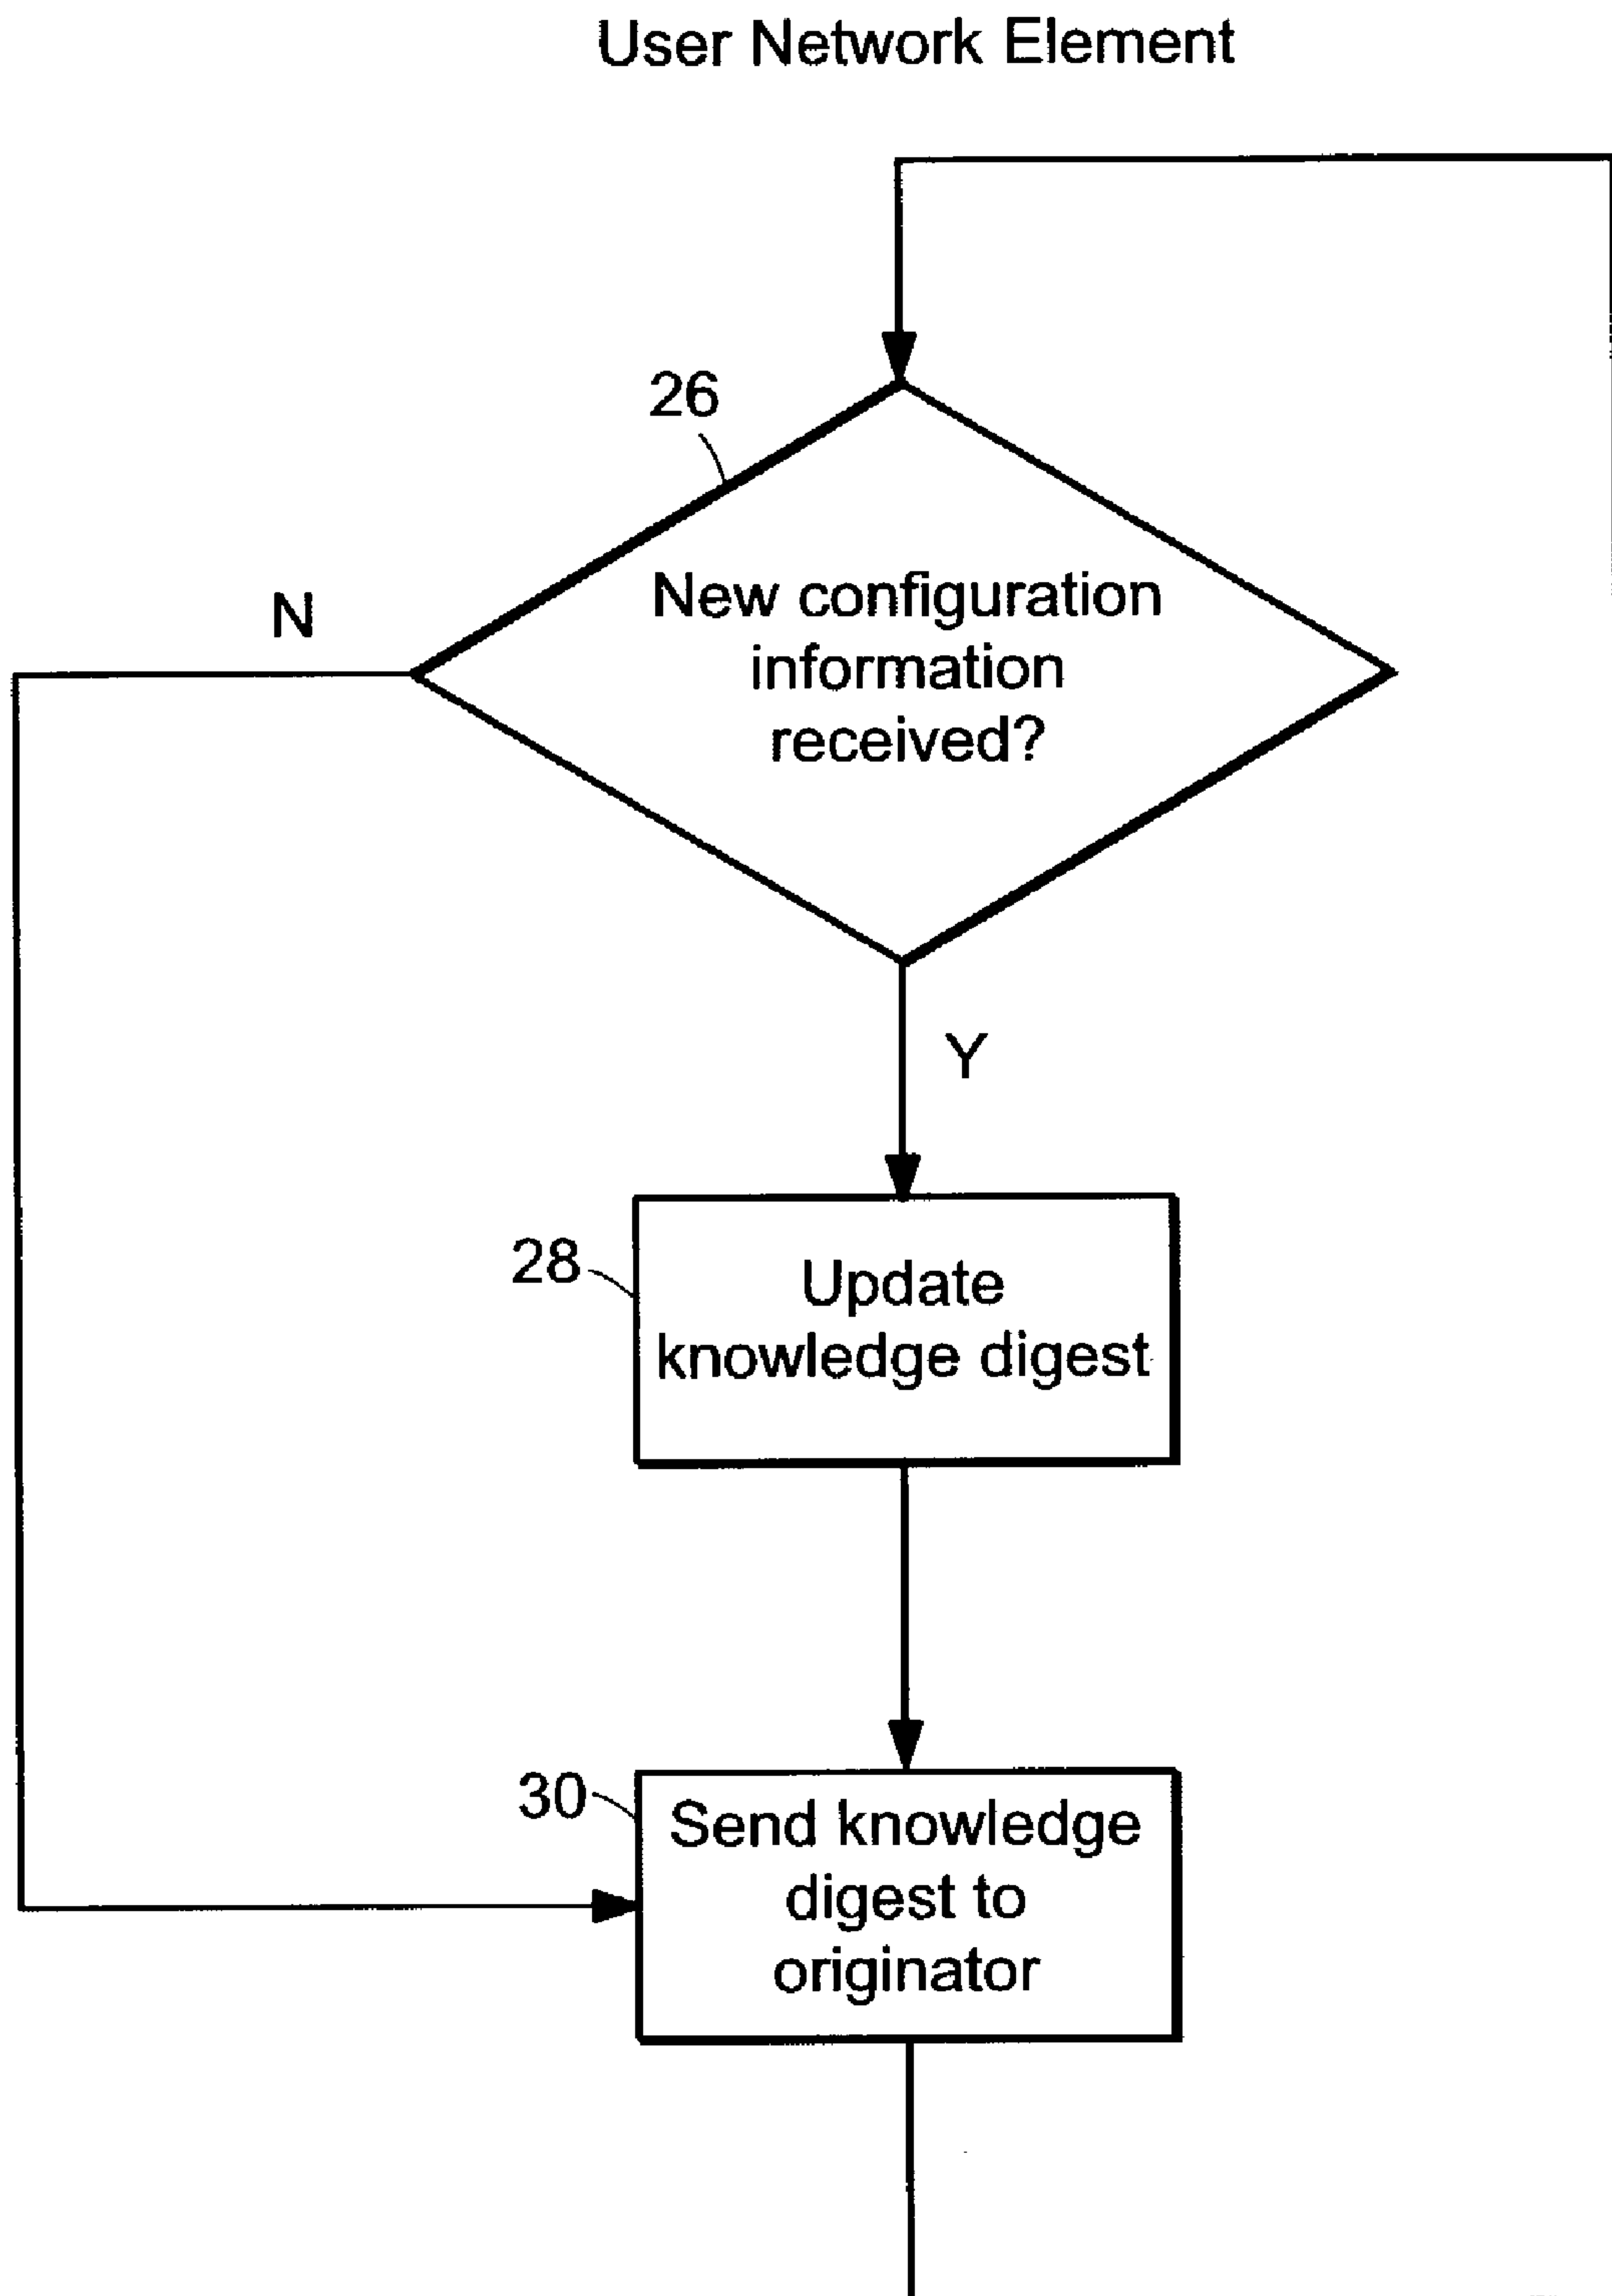 User Network Element
26
New configuration
information
received?
N
Y
28
Update
knowledge digest
30
Send knowledge
digest to
originator